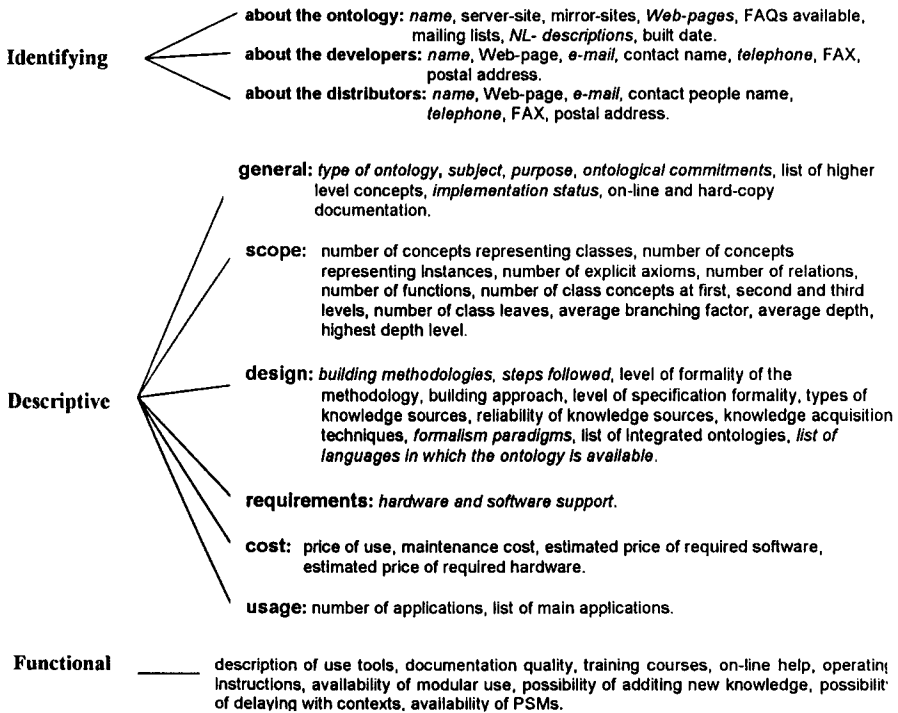 about the ontology: name, server-site, mirror-sites, Web-pages, FAQs available,
mailing lists, NL- descriptions, built date.
Identifying
about the developers: name, Web-page, e-mail, contact name, telephone, FAX,
postal address.
about the distributors: name, Web-page, e-mail, contact people name,
telephone, FAX, postal address.
general: type of ontology, subject, purpose, ontological commitments, list of higher
level concepts, implementation status, on-line and hard-copy
documentation.
scope: number of concepts representing classes, number of concepts
representing Instances, number of explicit axioms, number of relations,
number of functions, number of class concepts at first, second and third
levels, number of class leaves, average branching factor, average depth,
highest depth level.
design: building methodologies, steps followed, level of formality of the
Descriptive
methodology, building approach, level of specification formality, types of
knowledge sources, reliability of knowledge sources, knowledge acquisition
techniques, formalism paradigms, list of Integrated ontologies, list of
languages in which the ontology is available.
requirements: hardware and software support.
cost: price of use, maintenance cost, estimated price of required software,
estimated price of required hardware.
usage: number of applications, list of main applications.
Functional
description of use tools, documentation quality, training courses, on-line help, operating
Instructions, availability of modular use, possibility of additing new knowledge, possibilit
of delaying with contexts, availability of PSMs.